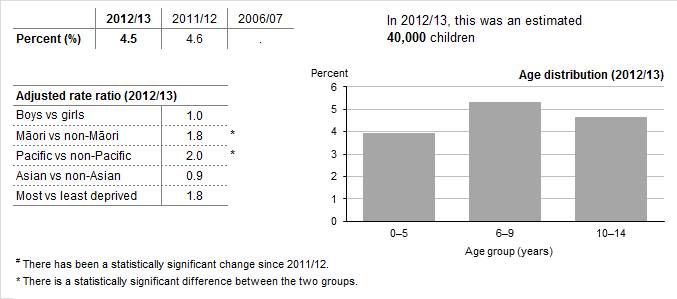 2012/13 2011/12 2006/07
Percent (%) 4.5 4.6 .
In 2012/13, this was an estimated
40,000 children
Adjusted rate ratio (2012/13)
Boys vs girls 1.0
Māori vs non-Māori 1.8 *
Pacific vs non-Pacific 2.0 *
Asian vs non-Asian 0.9
Most vs least deprived 1.8
Percent
Age distribution (2012/13)
6
5
4
3
2
1
0
0–5 6–9 10–14
Age group (years)
# There has been a statistically significant change since 2011/12.
* There is a statistically significant difference between the two groups.